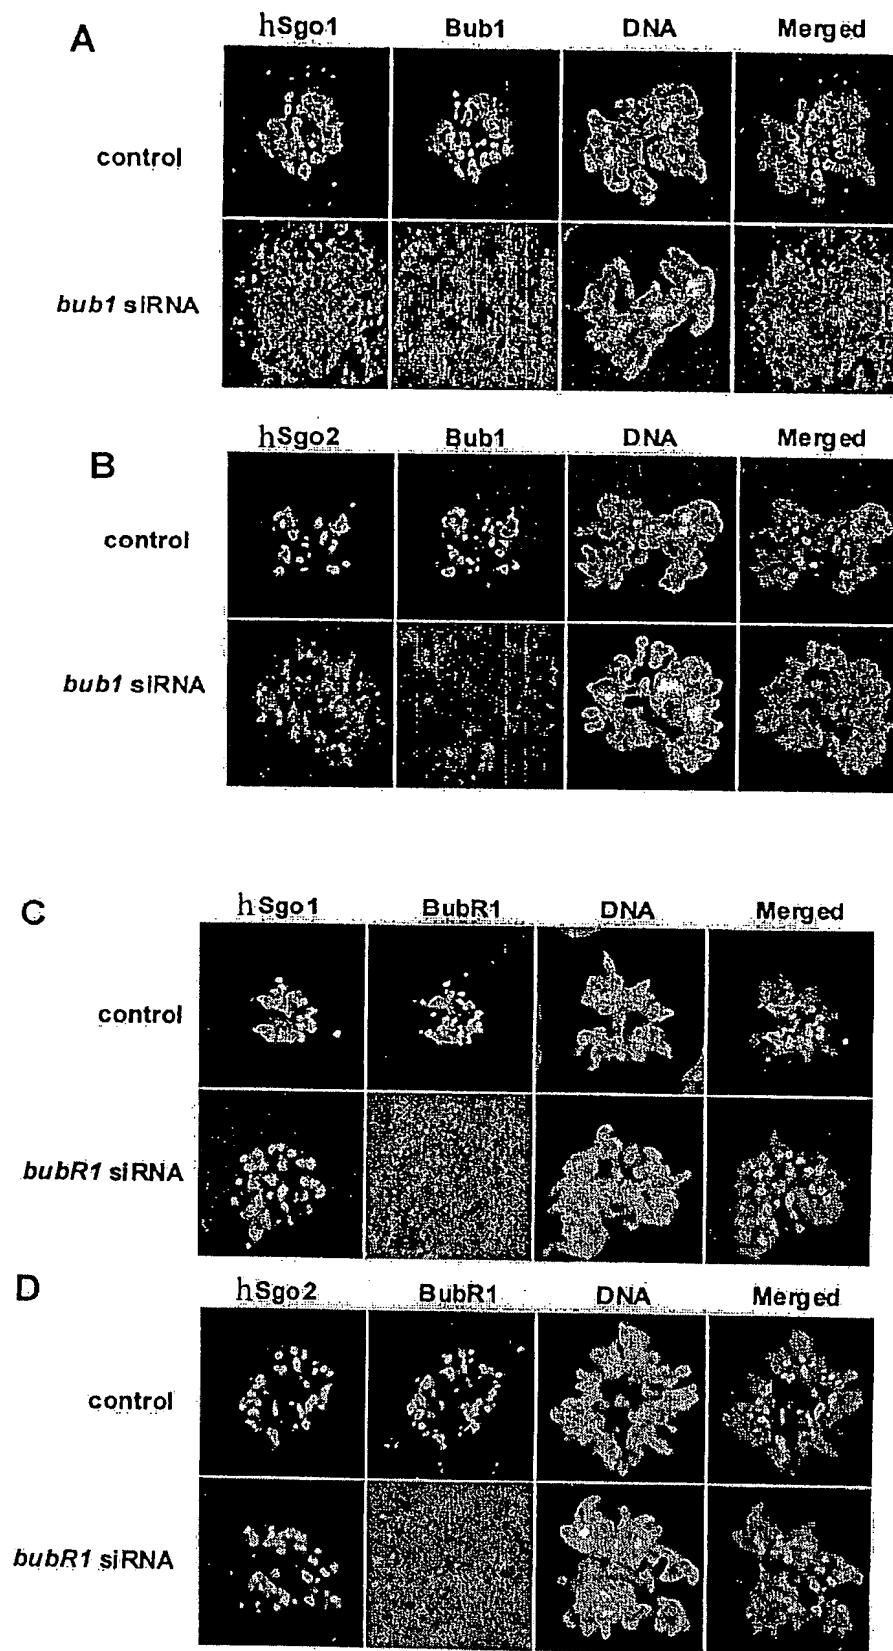 A
hSgo1 Bub1 DNA Merged
control
bub1 siRNA
B
hSgo2 Bub1 DNA Merged
control
bub1 siRNA
C
hSgo1 BubR1 DNA Merged
control
bubR1 siRNA
D
hSgo2 BubR1 DNA Merged
control
bubR1 siRNA